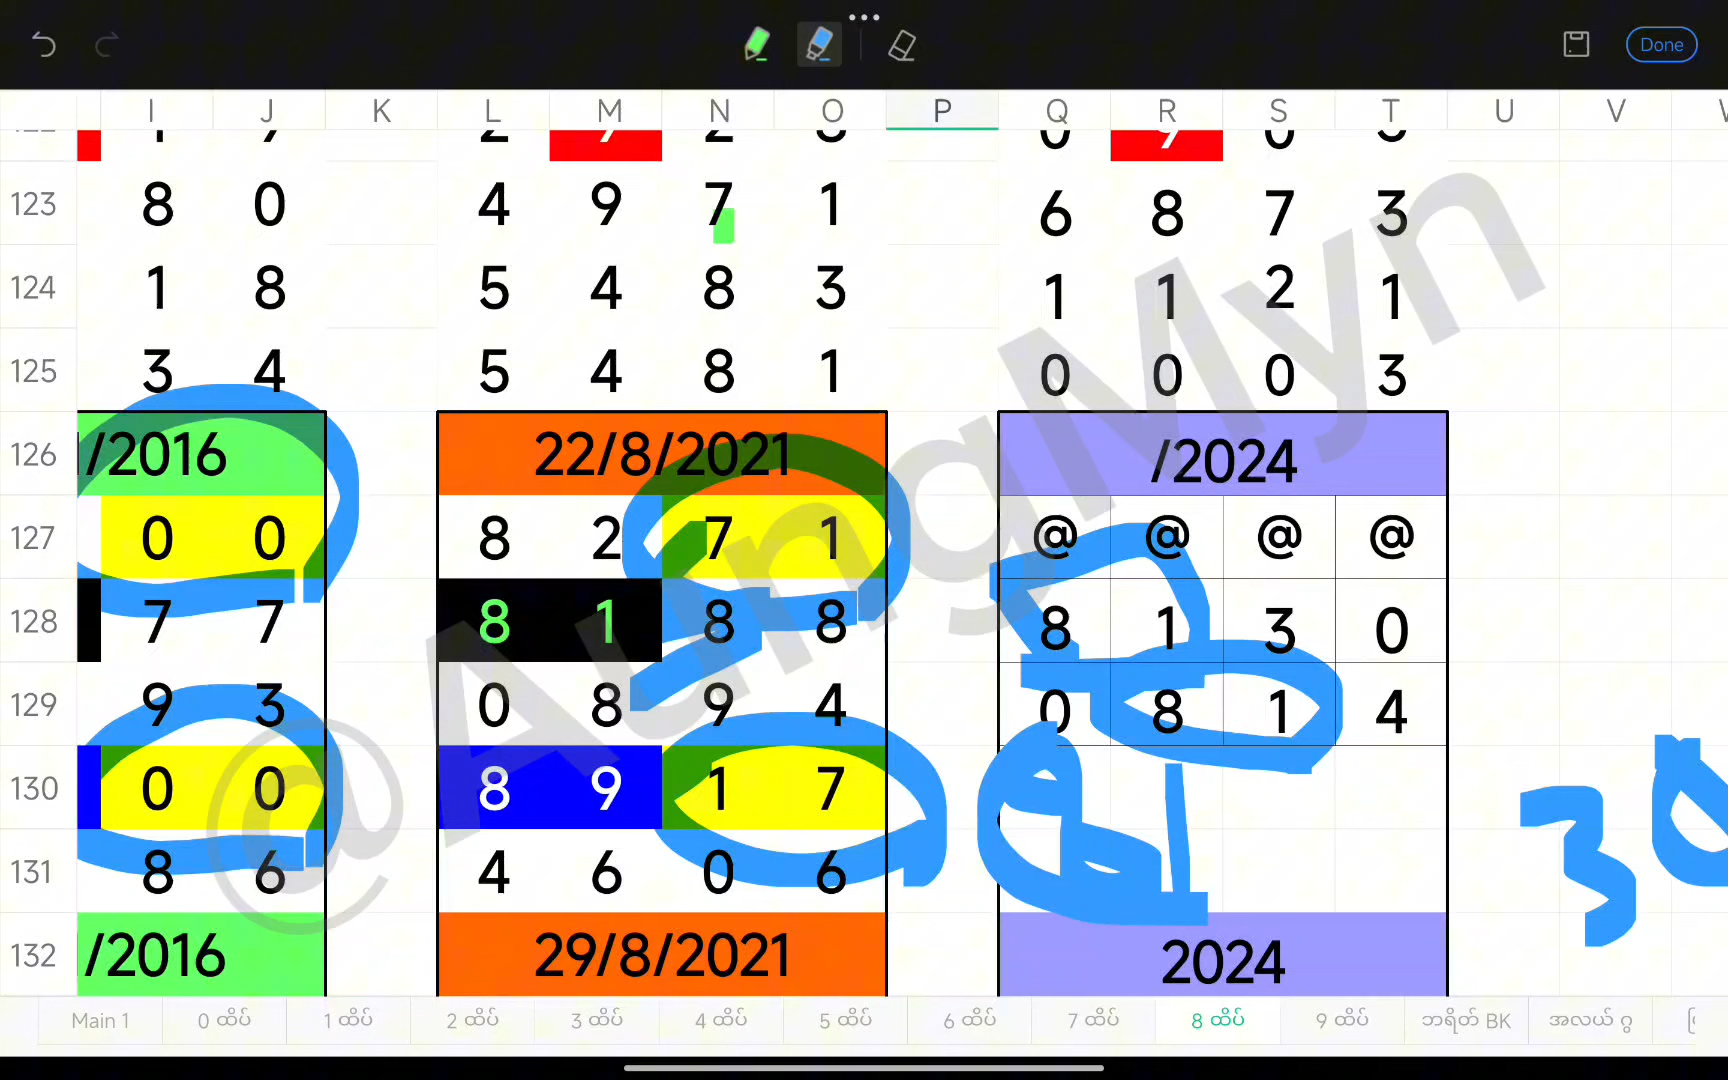 Done
I J K L M N O P Q R S T U V
123 8 0 4 9 7 1 6 8 7 3
124 1 8 5 4 8 3 1 1 2 1
125 3 4 5 4 8 1 0 0 0 3
126 /2016 22/8/2021 /2024
127 0 0 8 2 7 1 @ @ @ @
128 7 7 8 1 8 8 8 1 3 0
129 9 3 0 8 9 4 0 8 1 4
130 0 0 8 9 1 7
131 8 6 4 6 0 6
132 /2016 29/8/2021 2024
@AungMyn
Main 1 0 ထိပ် 1 ထိပ် 2 ထိပ် 3 ထိပ် 4 ထိပ် 5 ထိပ် 6 ထိပ် 7 ထိပ် 8 ထိပ် 9 ထိပ် ဘရိတ် BK အလယ် ဂွ